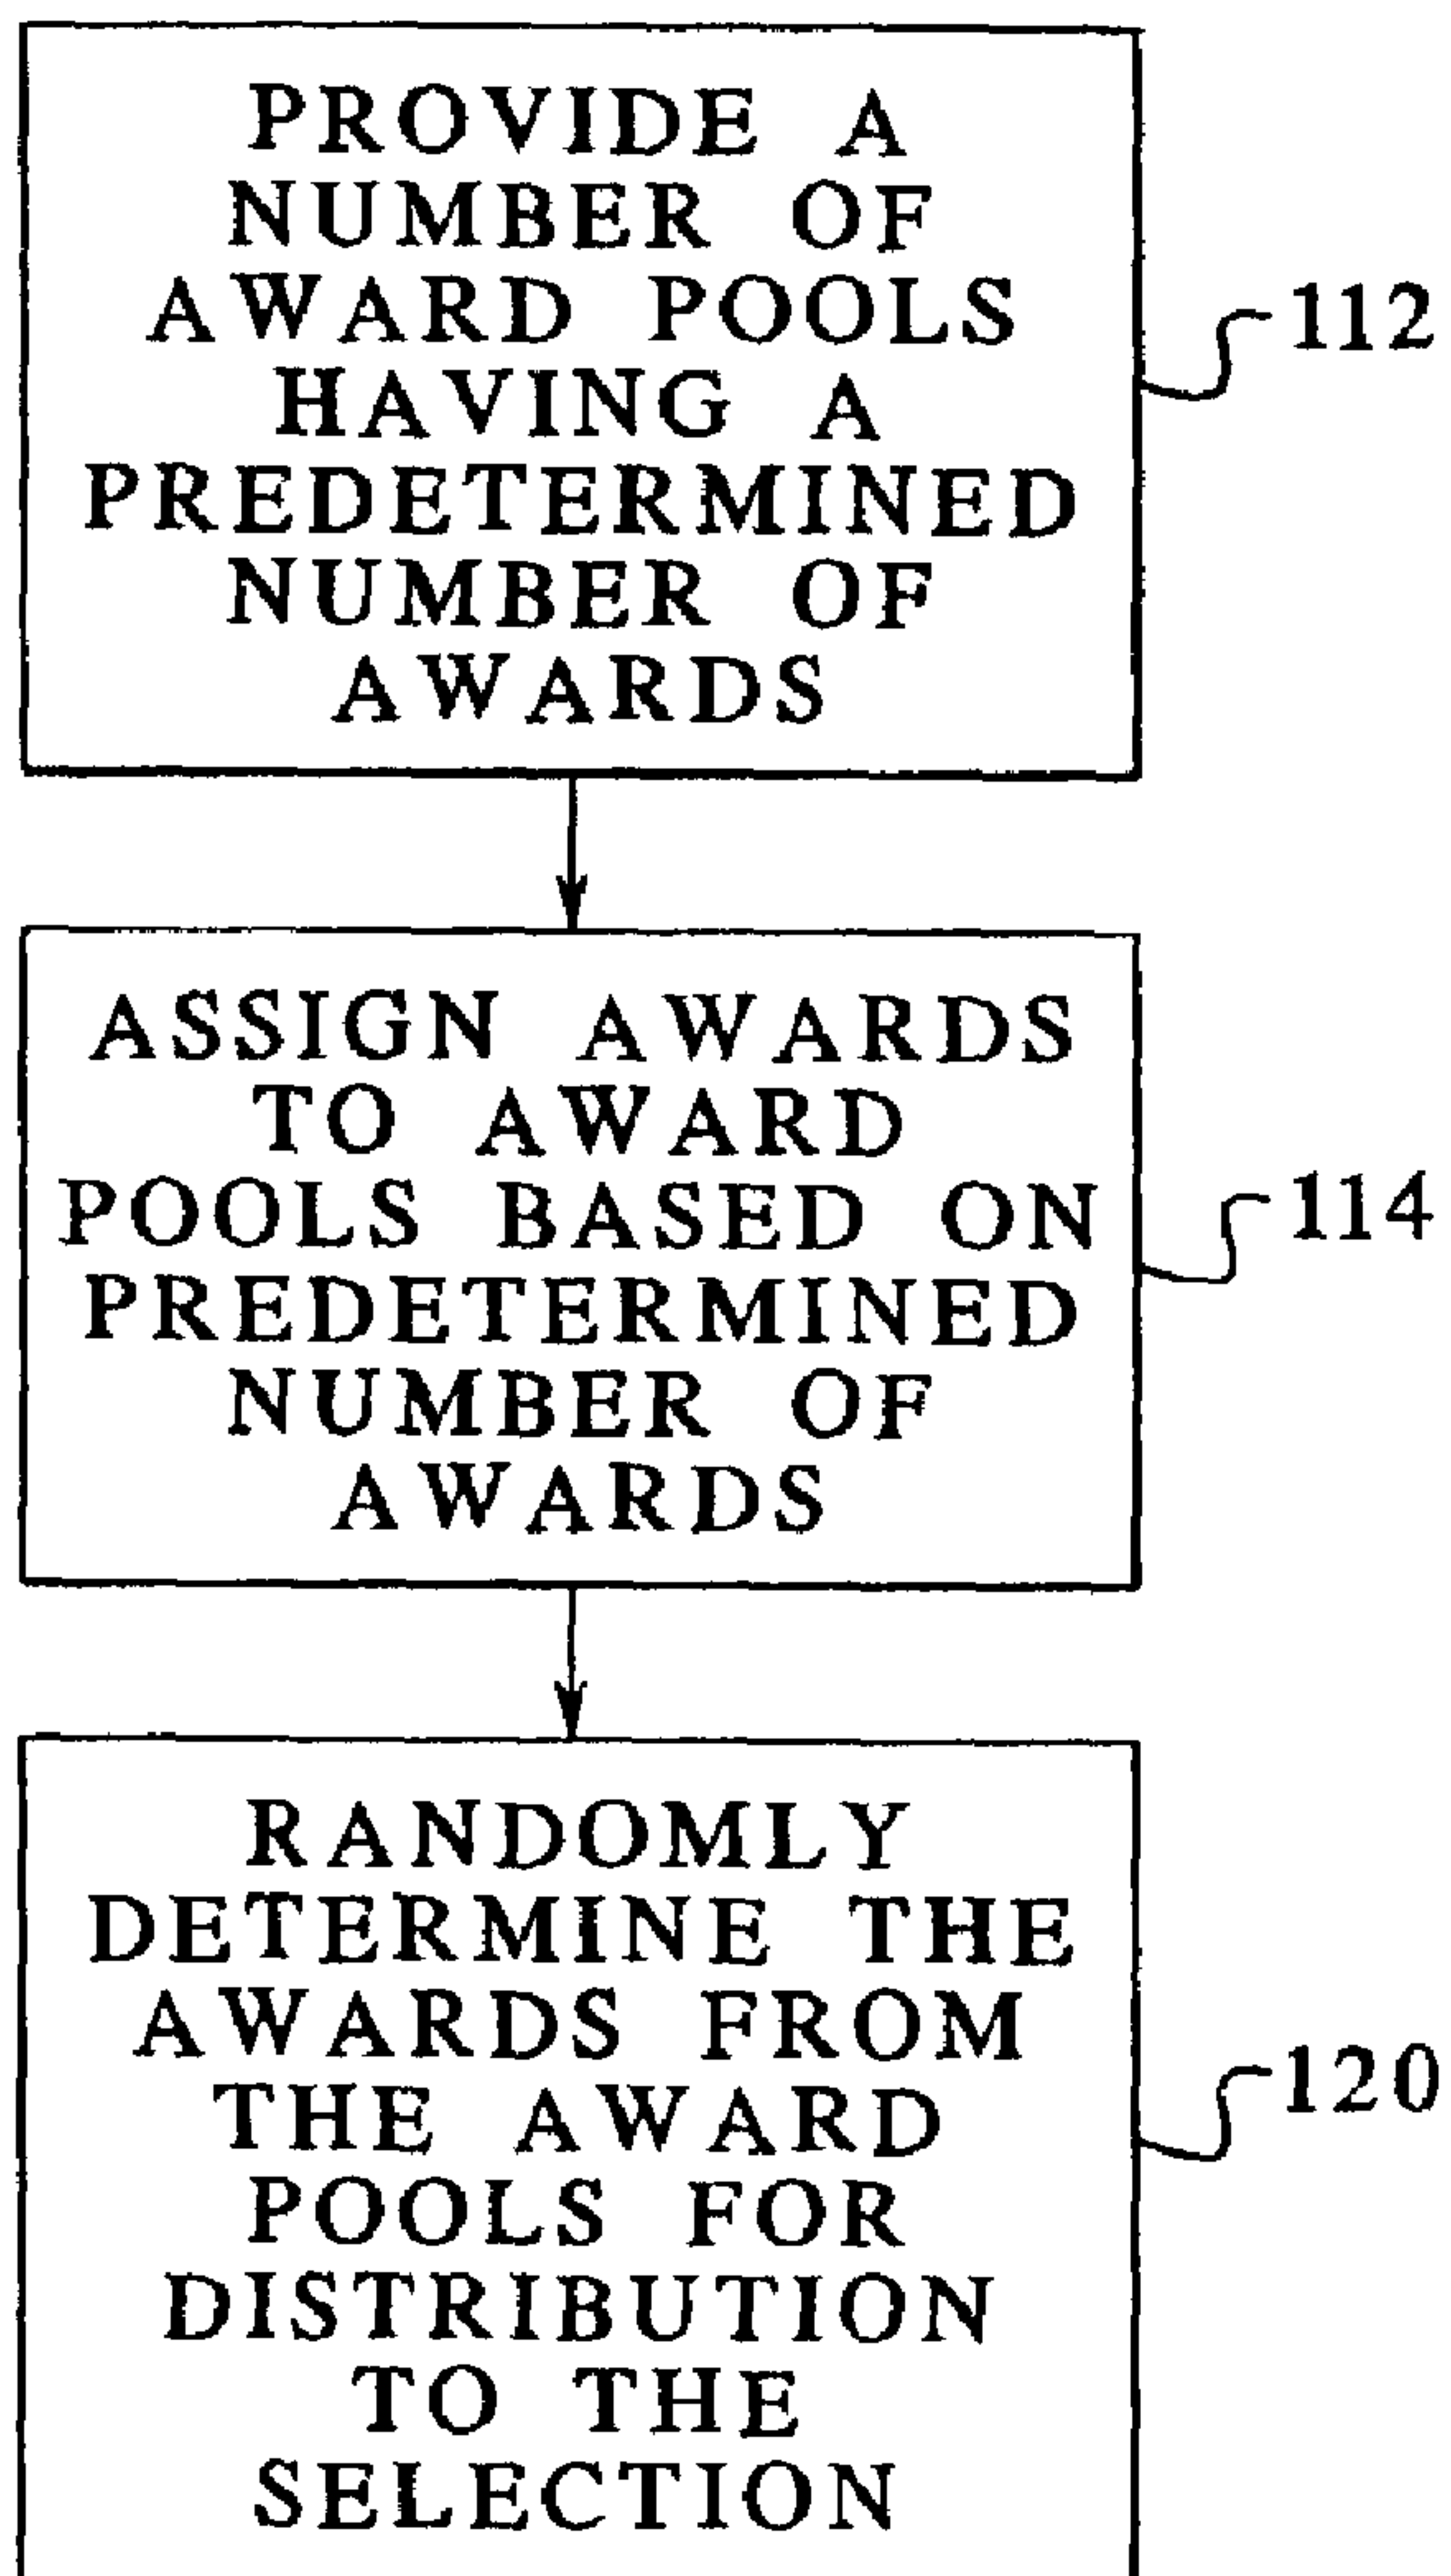 PROVIDE A
NUMBER OF
AWARD POOLS
HAVING A
PREDETERMINED
NUMBER OF
AWARDS
112
ASSIGN AWARDS
TO AWARD
POOLS BASED ON
PREDETERMINED
NUMBER OF
AWARDS
114
RANDOMLY
DETERMINE THE
AWARDS FROM
THE AWARD
POOLS FOR
DISTRIBUTION
TO THE
SELECTION
120